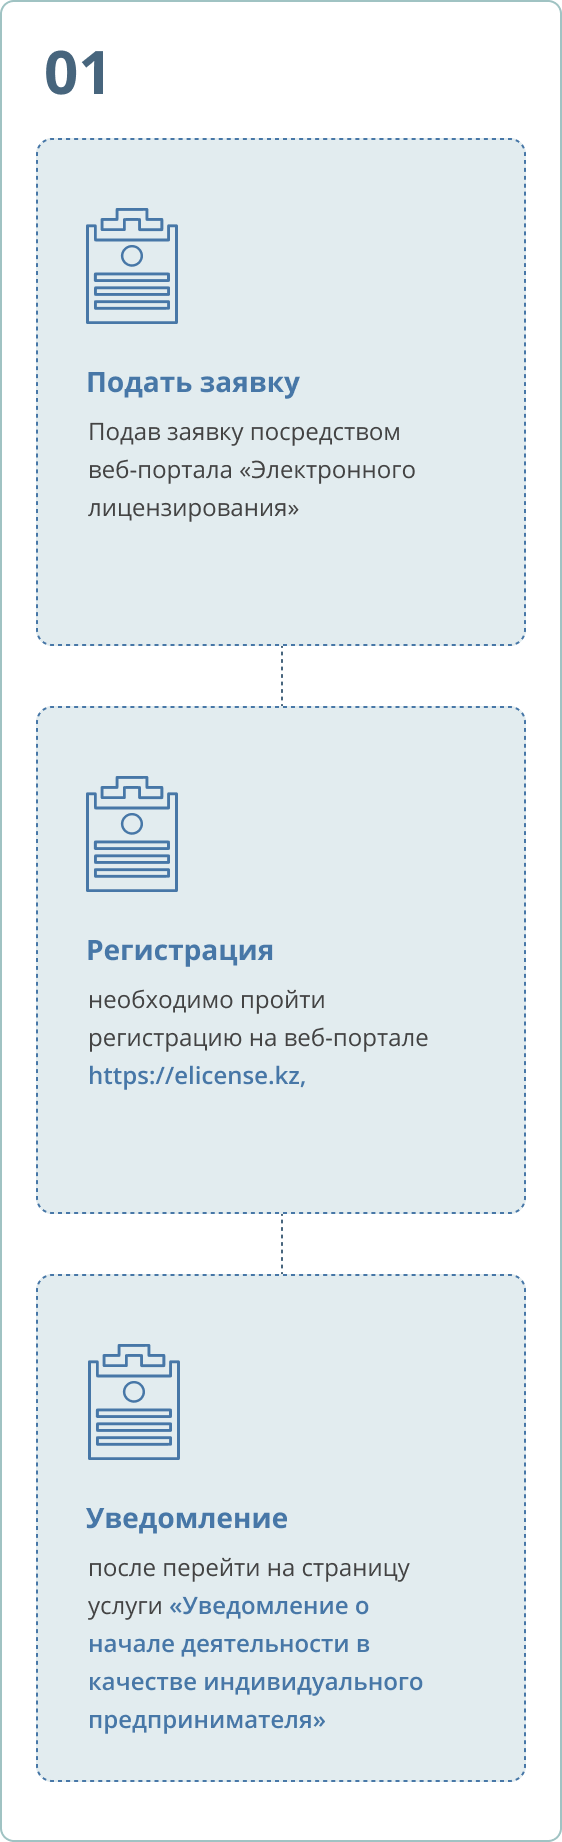 01
Подать заявку
Подав заявку посредством
веб-портала «Электронного
лицензирования»
Регистрация
необходимо пройти
регистрацию на веб-портале
https://elicense.kz,
Уведомление
после перейти на страницу
услуги «Уведомление о
начале деятельности в
качестве индивидуального
предпринимателя»